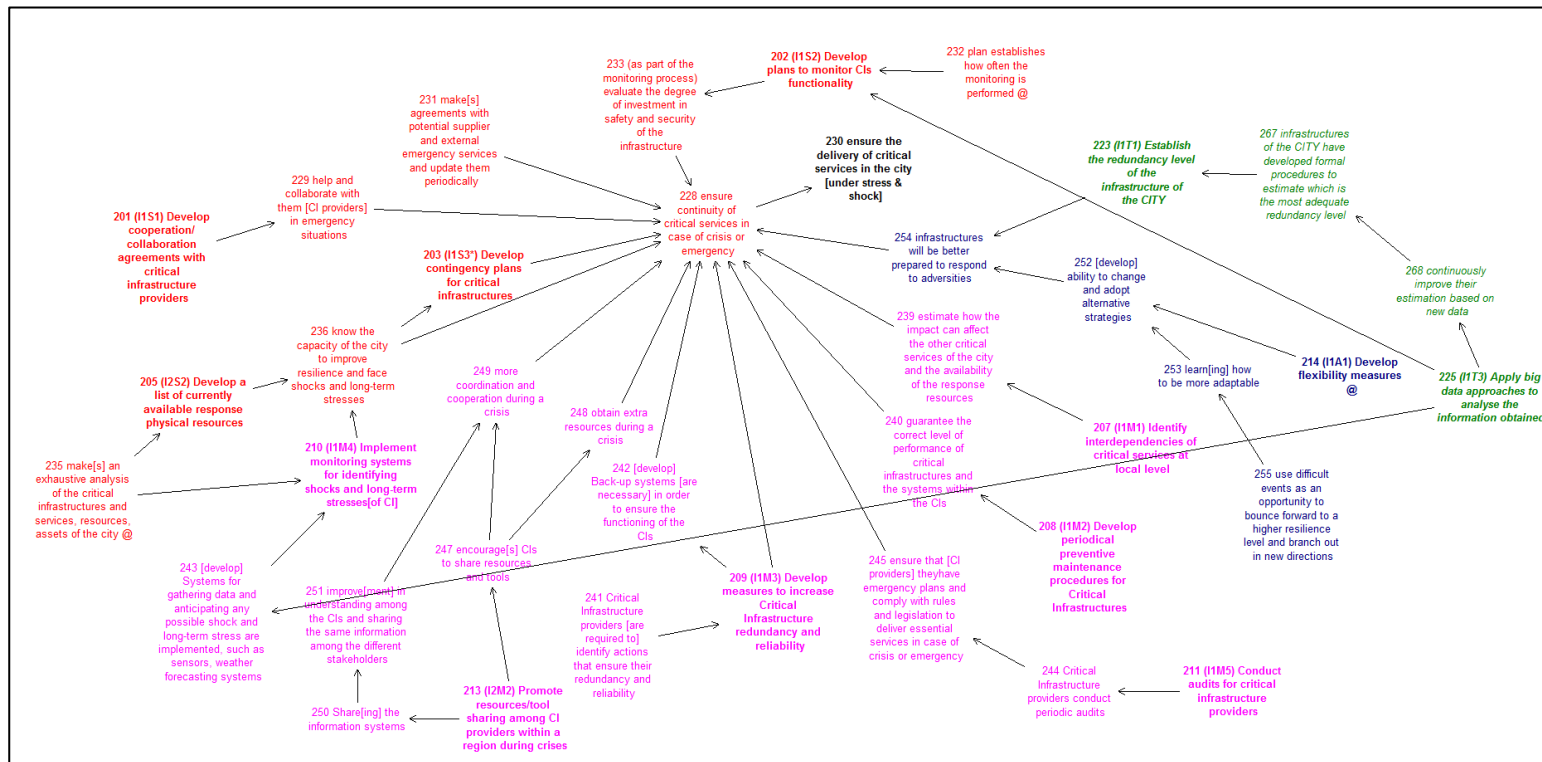 202 (I1S2) Develop
plans to monitor CIs
functionality
232 plan establishes
how often the
monitoring is
performed @
233 (as part of the
monitoring process)
evaluate the degree
of investment in
safety and security
of the
infrastructure
231 make[s]
agreements with
potential supplier
and external
emergency services
and update them
periodically
230 ensure the
delivery of critical
services in the city
[under stress &
shock]
223 (I1T1) Establish
the redundancy level
of the
infrastructure of
the CITY
267 infrastructures
of the CITY have
developed formal
procedures to
estimate which is
the most adequate
redundancy level
229 help and
collaborate with
them [CI providers]
in emergency
situations
201 (I1S1) Develop
cooperation/
collaboration
agreements with
critical
infrastructure
providers
228 ensure
continuity of
critical services in
case of crisis or
emergency
203 (I1S3*) Develop
contingency plans
for critical
infrastructures
254 infrastructures
will be better
prepared to respond
to adversities
252 [develop]
ability to change
and adopt
alternative
strategies
268 continuously
improve their
estimation based on
new data
236 know the
capacity of the city
to improve
resilience and face
shocks and long-term
stresses
239 estimate how the
impact can affect
the other critical
services of the city
and the availability
of the response
resources
205 (I2S2) Develop a
list of currently
available response
physical resources
249 more
coordination and
cooperation during a
crisis
253 learn[ing] how
to be more adaptable
214 (I1A1) Develop
flexibility measures
@
225 (I1T3) Apply big
data approaches to
analyse the
information obtained
248 obtain extra
resources during a
crisis
240 guarantee the
correct level of
performance of
critical
infrastructures and
the systems within
the CIs
207 (I1M1) Identify
interdependencies of
critical services at
local level
210 (I1M4) Implement
monitoring systems
for identifying
shocks and long-term
stresses[of CI]
235 make[s] an
exhaustive analysis
of the critical
infrastructures and
services, resources,
assets of the city @
242 [develop]
Back-up systems [are
necessary] in order
to ensure the
functioning of the
CIs
255 use difficult
events as an
opportunity to
bounce forward to a
higher resilience
level and branch out
in new directions
208 (I1M2) Develop
periodical
preventive
maintenance
procedures for
Critical
Infrastructures
247 encourage[s] CIs
to share resources
and tools
243 [develop]
Systems for
gathering data and
anticipating any
possible shock and
long-term stress are
implemented, such as
sensors, weather
forecasting systems
251 improve[ment] in
understanding among
the CIs and sharing
the same information
among the different
stakeholders
209 (I1M3) Develop
measures to increase
Critical
Infrastructure
redundancy and
reliability
245 ensure that [CI
providers] theyhave
emergency plans and
comply with rules
and legislation to
deliver essential
services in case of
crisis or emergency
241 Critical
Infrastructure
providers [are
required to]
identify actions
that ensure their
redundancy and
reliability
244 Critical
Infrastructure
providers conduct
periodic audits
211 (I1M5) Conduct
audits for critical
infrastructure
providers
250 Share[ing] the
information systems
213 (I2M2) Promote
resources/tool
sharing among CI
providers within a
region during crises